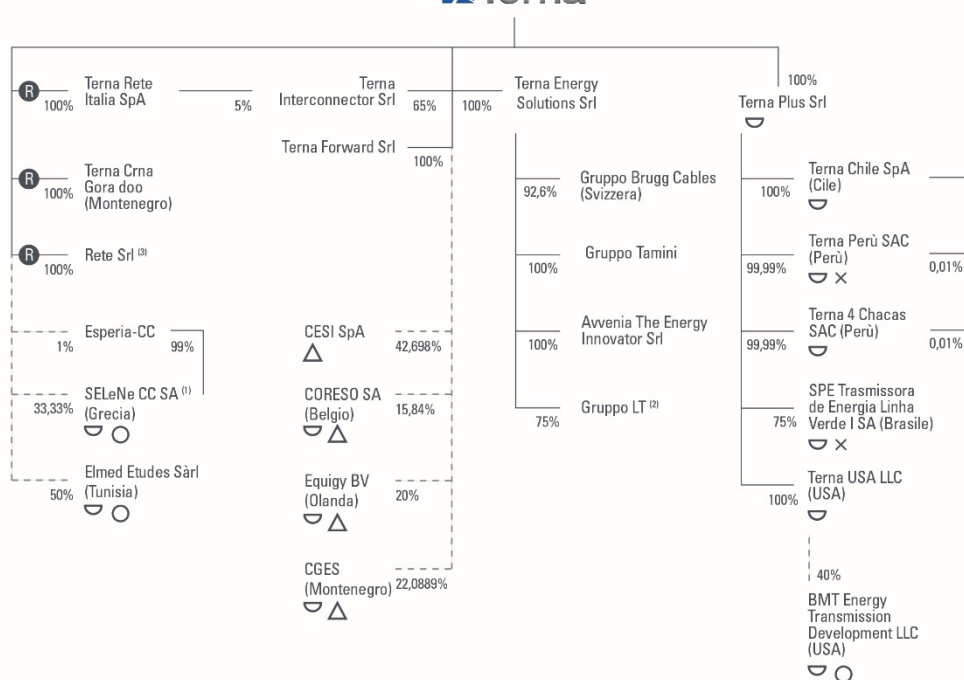 Terna
R
100%
Terna Rete
Italia SpA
5%
Terna
Interconnector Srl
65%
100%
Terna Energy
Solutions Srl
100%
Terna Plus Srl
Terna Forward Srl
100%
R
100%
Terna Crna
Gora doo
(Montenegro)
92,6%
Gruppo Brugg Cables
(Svizzera)
100%
Terna Chile SpA
(Cile)
R
100%
Rete Srl (3)
100%
Gruppo Tamini
99,99%
Terna Perù SAC
(Perù)
0,01%
1%
Esperia-CC
99%
CESI SpA
42,698%
100%
Avvenia The Energy
Innovator Srl
99,99%
Terna 4 Chacas
SAC (Perù)
0,01%
33,33%
SELeNe CC SA (1)
(Grecia)
CORESO SA
(Belgio)
15,84%
75%
Gruppo LT (2)
75%
SPE Trasmissora
de Energia Linha
Verde I SA (Brasile)
50%
Elmed Etudes Sàrl
(Tunisia)
Equigy BV
(Olanda)
20%
100%
Terna USA LLC
(USA)
CGES
(Montenegro)
22,0889%
40%
BMT Energy
Transmission
Development LLC
(USA)